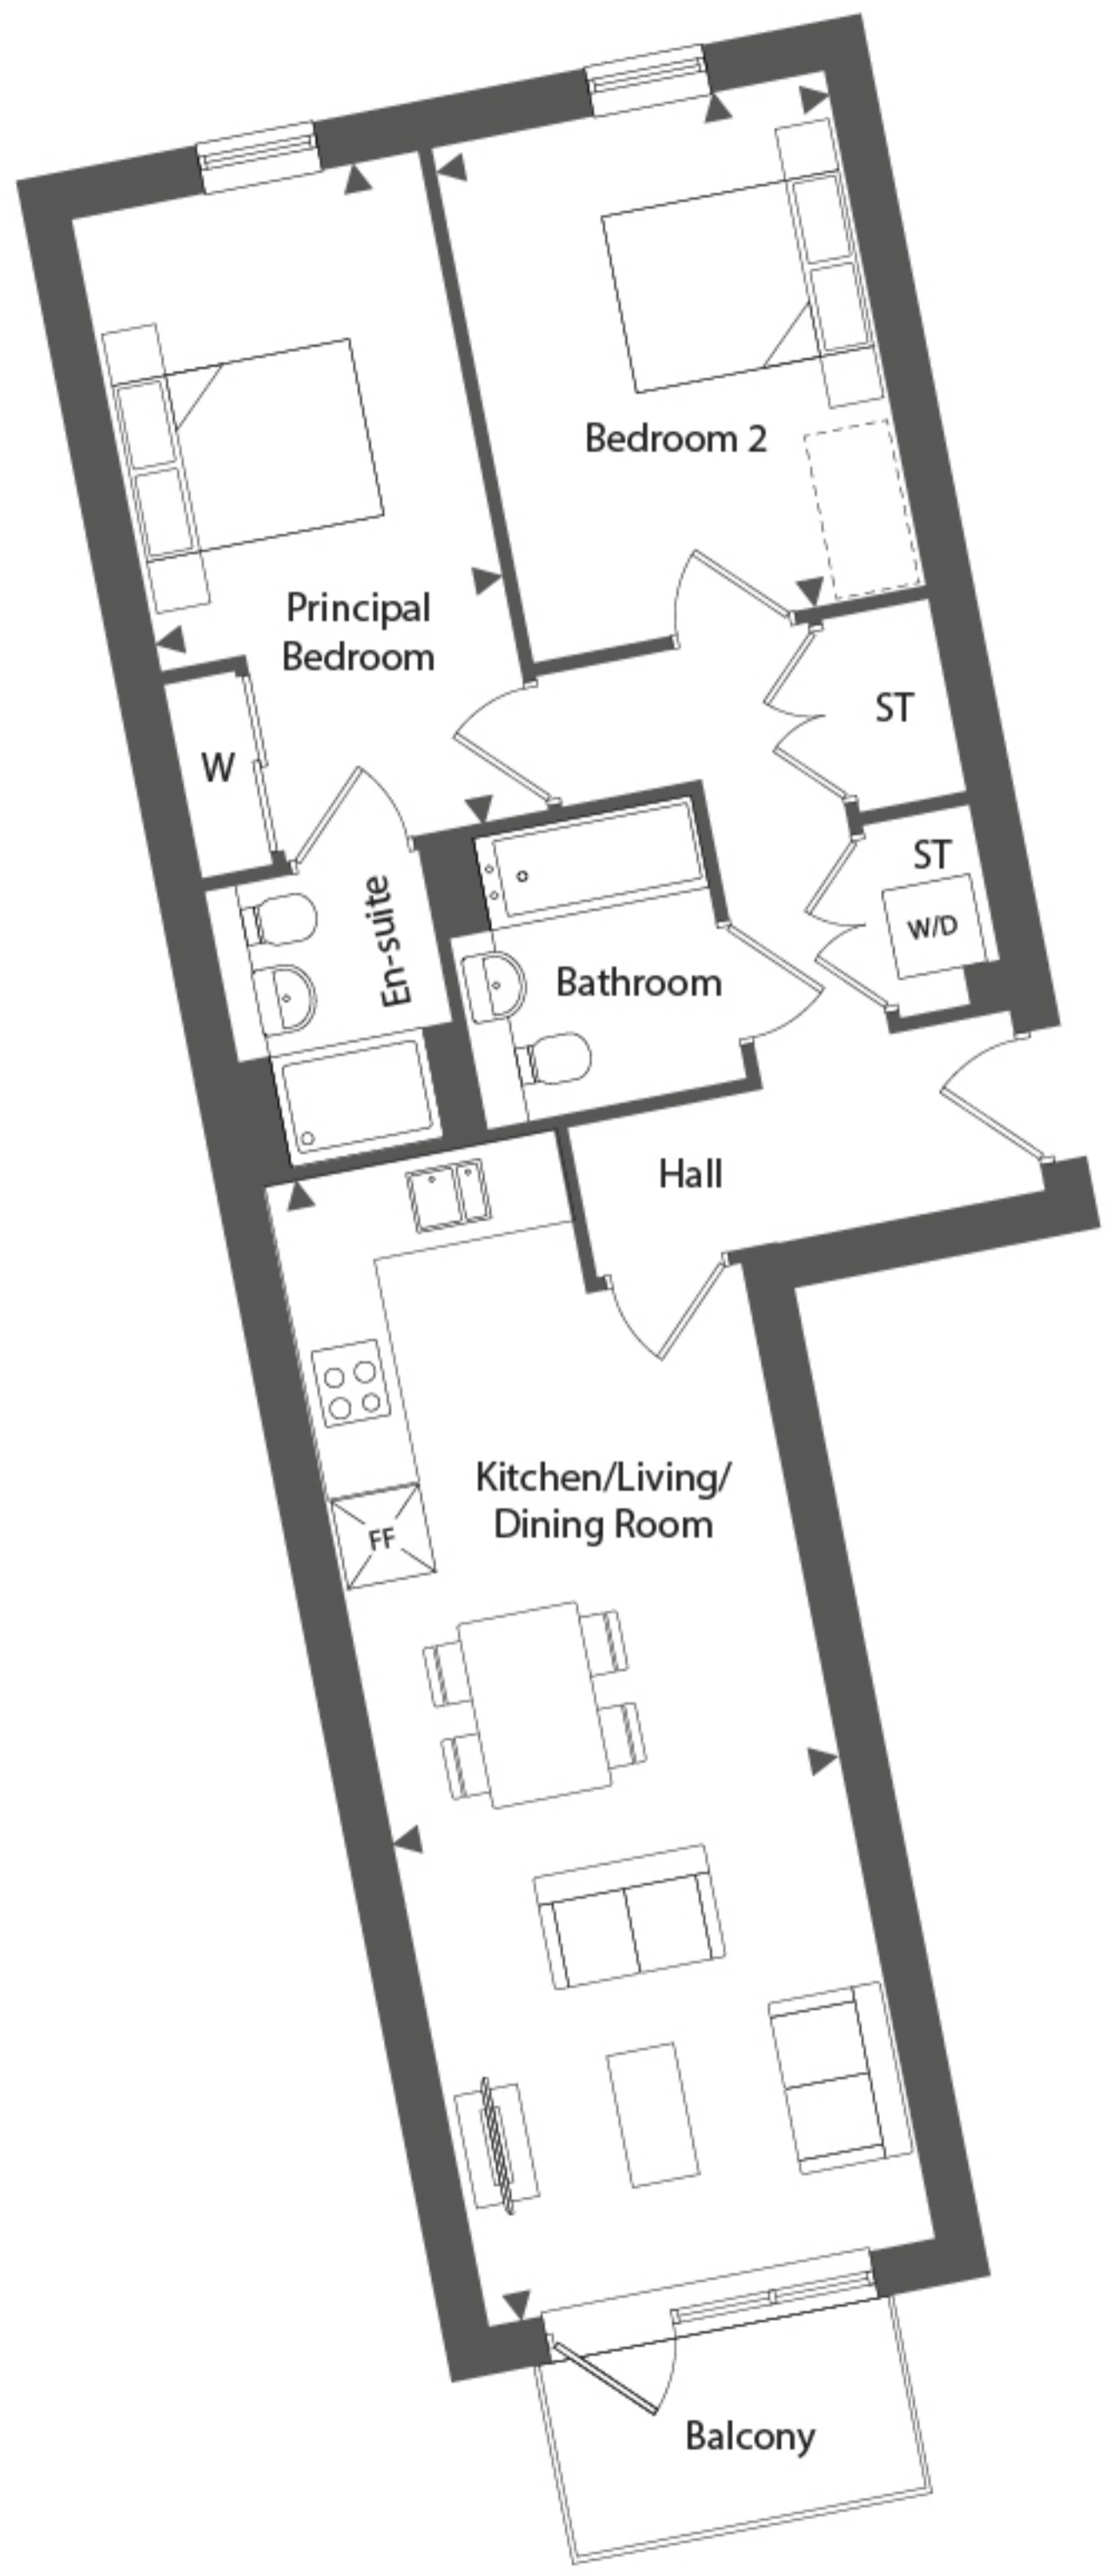 Bedroom 2
Principal
Bedroom
ST
W
ST
W/D
En-suite
Bathroom
Hall
Kitchen/Living/
Dining Room
FF
Balcony